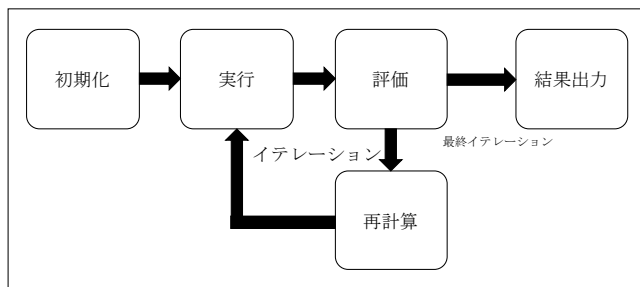 初期化
実行
評価
結果出力
イテレーション
最終イテレーション
再計算